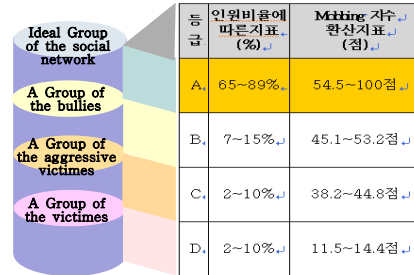 Ideal Group
of the social
network
A Group of
the bullies
A Group of
the aggressive
victimes
A Group of
the victimes
등
급
인원비율에
따른지표
(%)
Mobbing 지수
환산지표
(점)
A 65~89% 54.5~100점
B 7~15% 45.1~53.2점
C 2~10% 38.2~44.8점
D 2~10% 11.5~14.4점